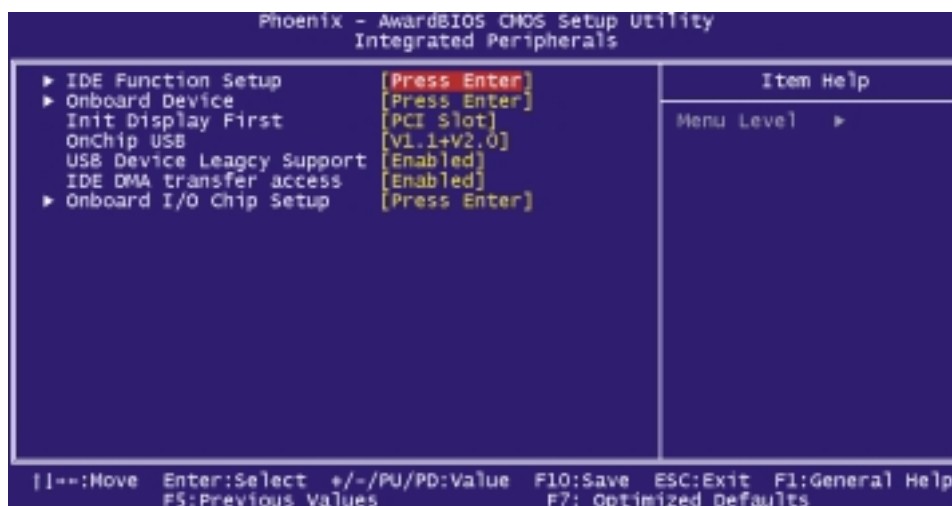 Phoenix - AwardBIOS CMOS Setup Utility
Integrated Peripherals
► IDE Function Setup [Press Enter]
► Onboard Device [Press Enter]
Init Display First [PCI Slot]
OnChip USB [V1.1+V2.0]
USB Device Leagcy Support [Enabled]
IDE DMA transfer access [Enabled]
► Onboard I/O Chip Setup [Press Enter]
Item Help
Menu Level ►
:Move Enter:Select +/-/PU/PD:Value F10:Save ESC:Exit F1:General Help
F5:Previous Values F7: Optimized Defaults